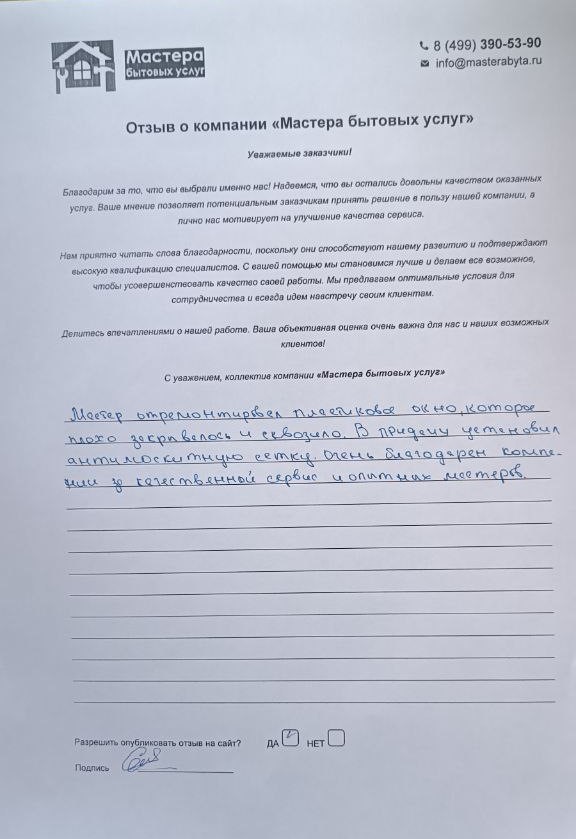 Мастера
бытовых услуг
8 (499) 390-53-90
info@masterabyta.ru
Отзыв о компании «Мастера бытовых услуг»
Уважаемые заказчики!
Благодарим за то, что вы выбрали именно нас! Надеемся, что вы остались довольны качеством оказанных
услуг. Ваше мнение позволяет потенциальным заказчикам принять решение в пользу нашей компании, а
лично нас мотивирует на улучшение качества сервиса.
Нам приятно читать слова благодарности, поскольку они способствуют нашему развитию и подтверждают
высокую квалификацию специалистов. С вашей помощью мы становимся лучше и делаем все возможное,
чтобы усовершенствовать качество своей работы. Мы предлагаем оптимальные условия для
сотрудничества и всегда идем навстречу своим клиентам.
Делитесь впечатлениями о нашей работе. Ваша объективная оценка очень важна для нас и наших возможных
клиентов!
С уважением, коллектив компании «Мастера бытовых услуг»
Мастер отремонтировал пластиковое окно, которое
плохо закрывалось и сквозило. В придачу установил
антимоскитную сетку. Очень благодарен компа-
нии за качественный сервис и опытных мастеров.
Разрешить опубликовать отзыв на сайт? ДА НЕТ
Подпись